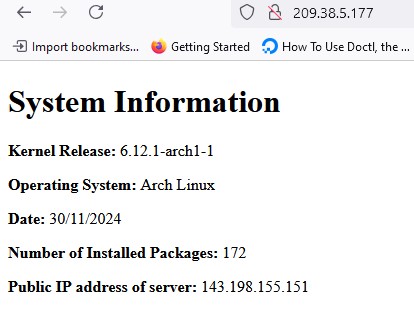 209.38.5.177
Import bookmarks... Getting Started How To Use Doctl, the ...
System Information
Kernel Release: 6.12.1-arch1-1
Operating System: Arch Linux
Date: 30/11/2024
Number of Installed Packages: 172
Public IP address of server: 143.198.155.151